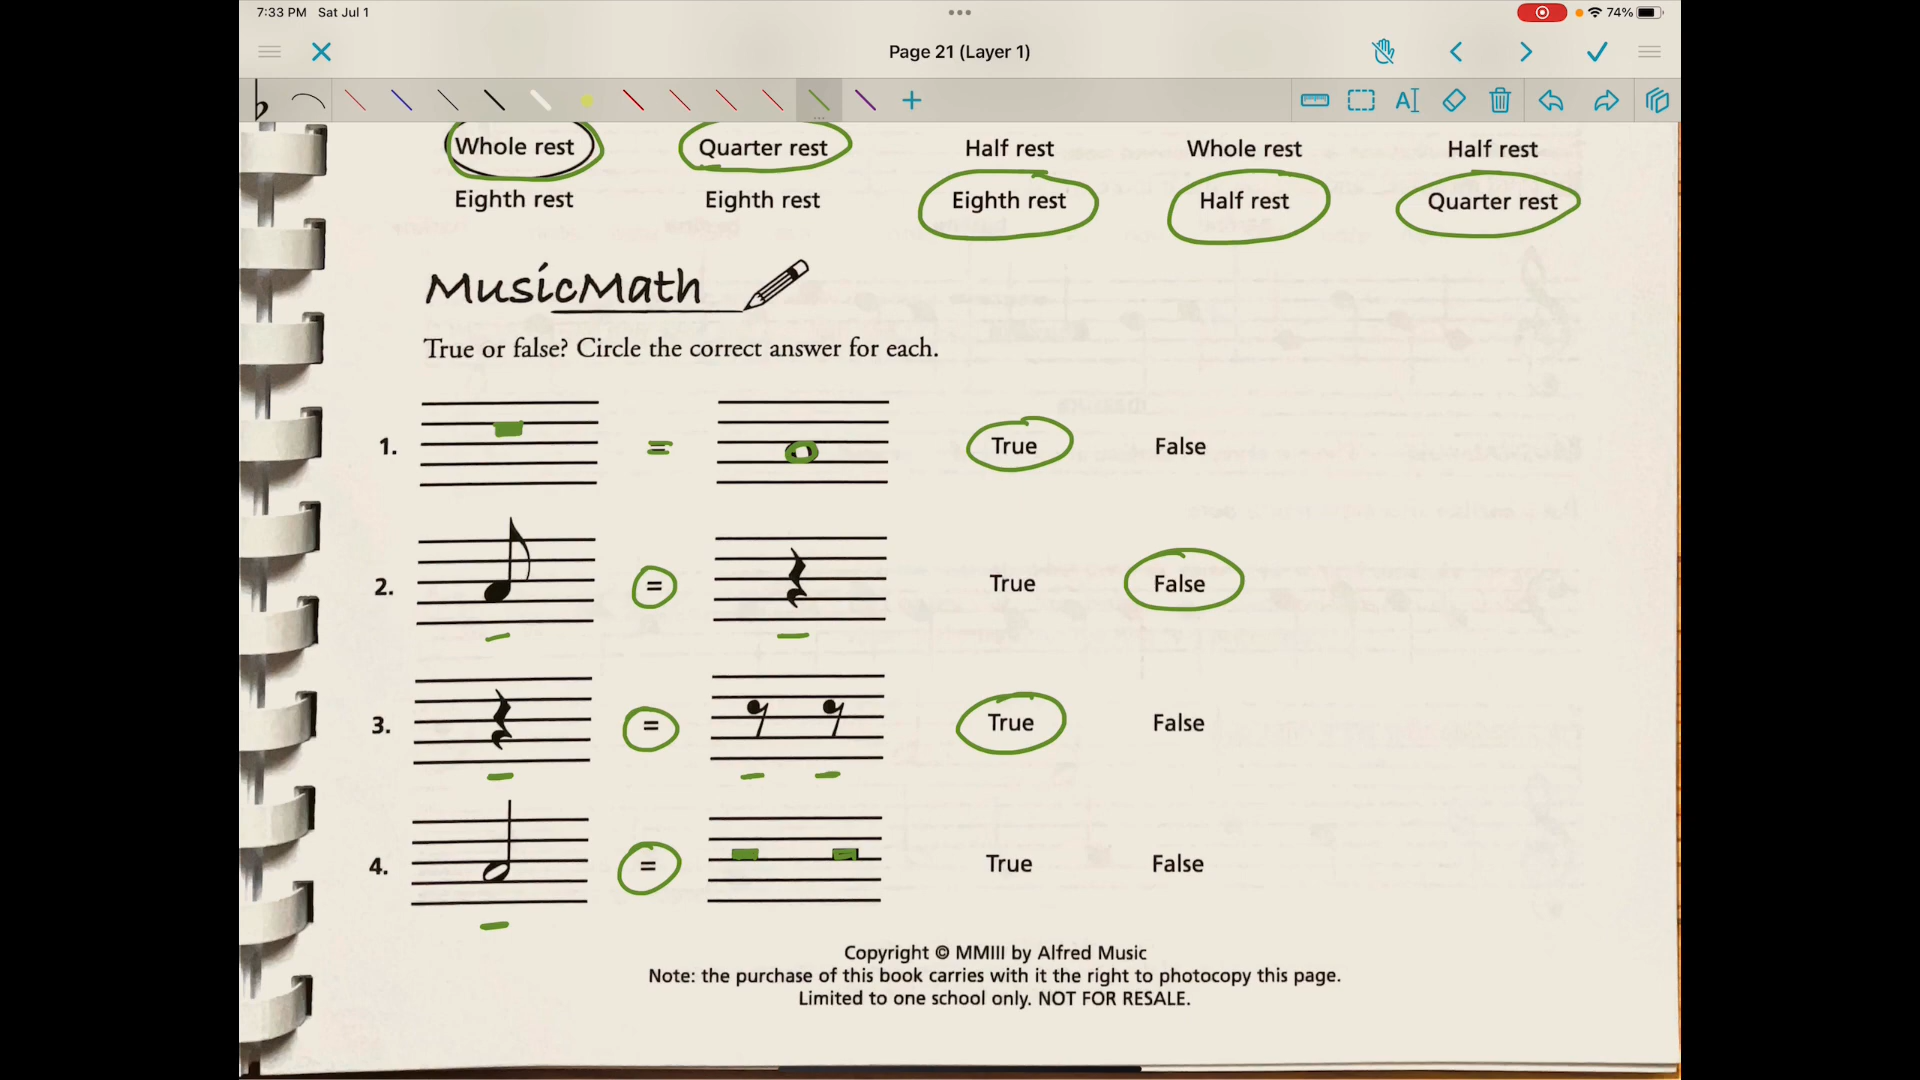 7:33 PM Sat Jul 1
74%
Page 21 (Layer 1)
Whole rest Quarter rest Half rest Whole rest Half rest
Eighth rest Eighth rest Eighth rest Half rest Quarter rest
MusicMath
True or false? Circle the correct answer for each.
1. = True False
2. = True False
3. = True False
4. = True False
Copyright © MMIII by Alfred Music
Note: the purchase of this book carries with it the right to photocopy this page.
Limited to one school only. NOT FOR RESALE.